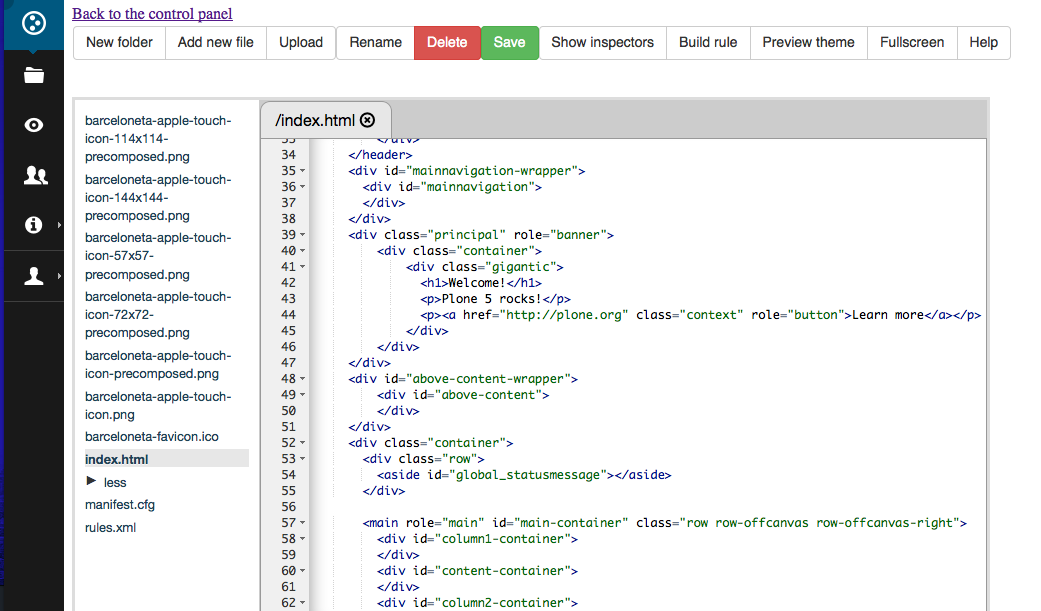 Back to the control panel
New folder Add new file Upload Rename Delete Save Show inspectors Build rule Preview theme Fullscreen Help
barceloneta-apple-touch-
icon-114x114-
precomposed.png
barceloneta-apple-touch-
icon-144x144-
precomposed.png
barceloneta-apple-touch-
icon-57x57-
precomposed.png
barceloneta-apple-touch-
icon-72x72-
precomposed.png
barceloneta-apple-touch-
icon-precomposed.png
barceloneta-apple-touch-
icon.png
barceloneta-favicon.ico
index.html
less
manifest.cfg
rules.xml
/index.html
33 </div>
34 </header>
35 <div id="mainnavigation-wrapper">
36 <div id="mainnavigation">
37 </div>
38 </div>
39 <div class="principal" role="banner">
40 <div class="container">
41 <div class="gigantic">
42 <h1>Welcome!</h1>
43 <p>Plone 5 rocks!</p>
44 <p><a href="http://plone.org" class="context" role="button">Learn more</a></p>
45 </div>
46 </div>
47 </div>
48 <div id="above-content-wrapper">
49 <div id="above-content">
50 </div>
51 </div>
52 <div class="container">
53 <div class="row">
54 <aside id="global_statusmessage"></aside>
55 </div>
56
57 <main role="main" id="main-container" class="row row-offcanvas row-offcanvas-right">
58 <div id="column1-container">
59 </div>
60 <div id="content-container">
61 </div>
62 <div id="column2-container">